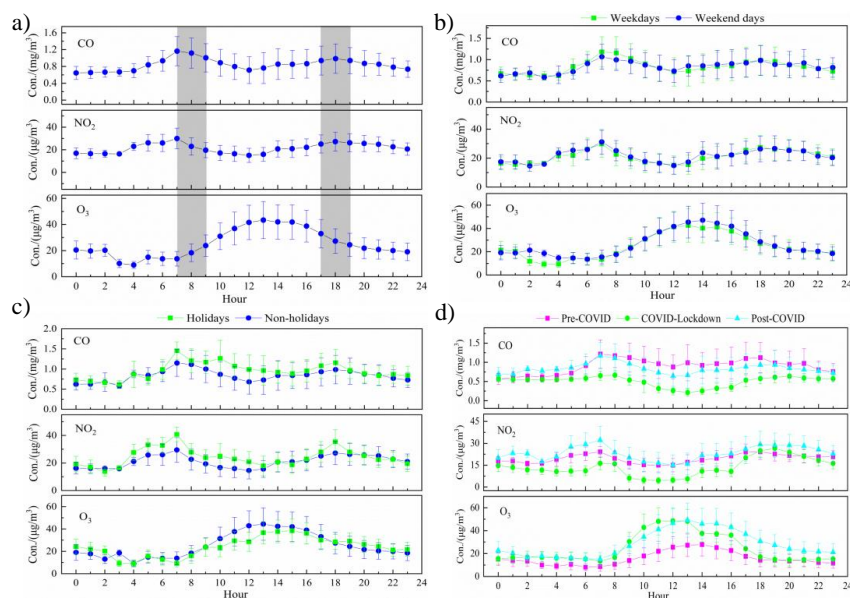 a)
CO
Con./(mg/m³)
1.6
1.2
0.8
0.4
0.0
NO₂
Con./(μg/m³)
40
20
0
O₃
Con./(μg/m³)
60
40
20
0
0 2 4 6 8 10 12 14 16 18 20 22 24
Hour
b)
Weekdays Weekend days
CO
Con./(mg/m³)
1.5
1.0
0.5
0.0
NO₂
Con./(μg/m³)
40
20
0
O₃
Con./(μg/m³)
60
40
20
0
0 2 4 6 8 10 12 14 16 18 20 22 24
Hour
c)
Holidays Non-holidays
CO
Con./(mg/m³)
2.0
1.5
1.0
0.5
0.0
NO₂
Con./(μg/m³)
40
20
0
O₃
Con./(μg/m³)
60
40
20
0
0 2 4 6 8 10 12 14 16 18 20 22 24
Hour
d)
Pre-COVID COVID-Lockdown Post-COVID
CO
Con./(mg/m³)
1.5
1.0
0.5
0.0
NO₂
Con./(μg/m³)
45
30
15
0
O₃
Con./(μg/m³)
60
40
20
0
0 2 4 6 8 10 12 14 16 18 20 22 24
Hour